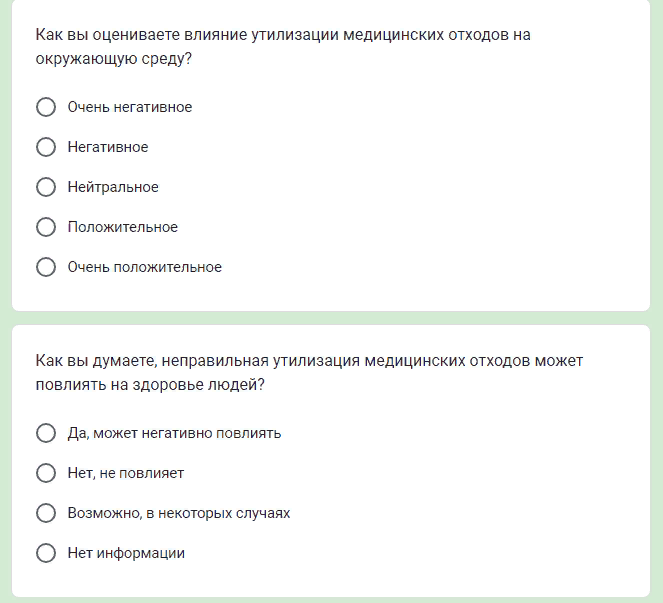 Как вы оцениваете влияние утилизации медицинских отходов на
окружающую среду?
Очень негативное
Негативное
Нейтральное
Положительное
Очень положительное
Как вы думаете, неправильная утилизация медицинских отходов может
повлиять на здоровье людей?
Да, может негативно повлиять
Нет, не повлияет
Возможно, в некоторых случаях
Нет информации